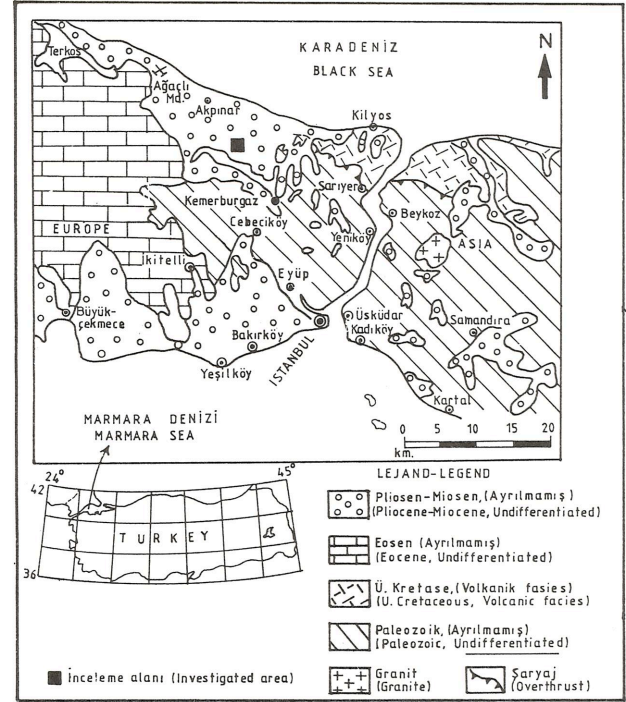 KARADENİZ
BLACK SEA
N
Terkos
Ağaçlı
Md.
Akpınar
Kilyos
Kemerburgaz
Sarıyer
Cebeciköy
Beykoz
Yeniköy
EUROPE
ASIA
İkitelli
Eyüp
Büyük-
çekmece
Bakırköy
Üsküdar
Kadıköy
Samandıra
Yeşilköy
ISTANBUL
Kartal
MARMARA DENİZİ
MARMARA SEA
0 5 10 15 20
km.
24° 45°
42
TURKEY
36
LEJAND-LEGEND
Pliosen-Miosen, (Ayrılmamış)
(Pliocene-Miocene, Undifferentiated)
Eosen (Ayrılmamış)
(Eocene, Undifferentiated)
Ü. Kretase, (Volkanik fasies)
(U. Cretaceous, Volcanic facies)
Paleozoik, (Ayrılmamış)
(Paleozoic, Undifferentiated)
Granit
(Granite)
Şaryaj
(Overthrust)
İnceleme alanı (Investigated area)